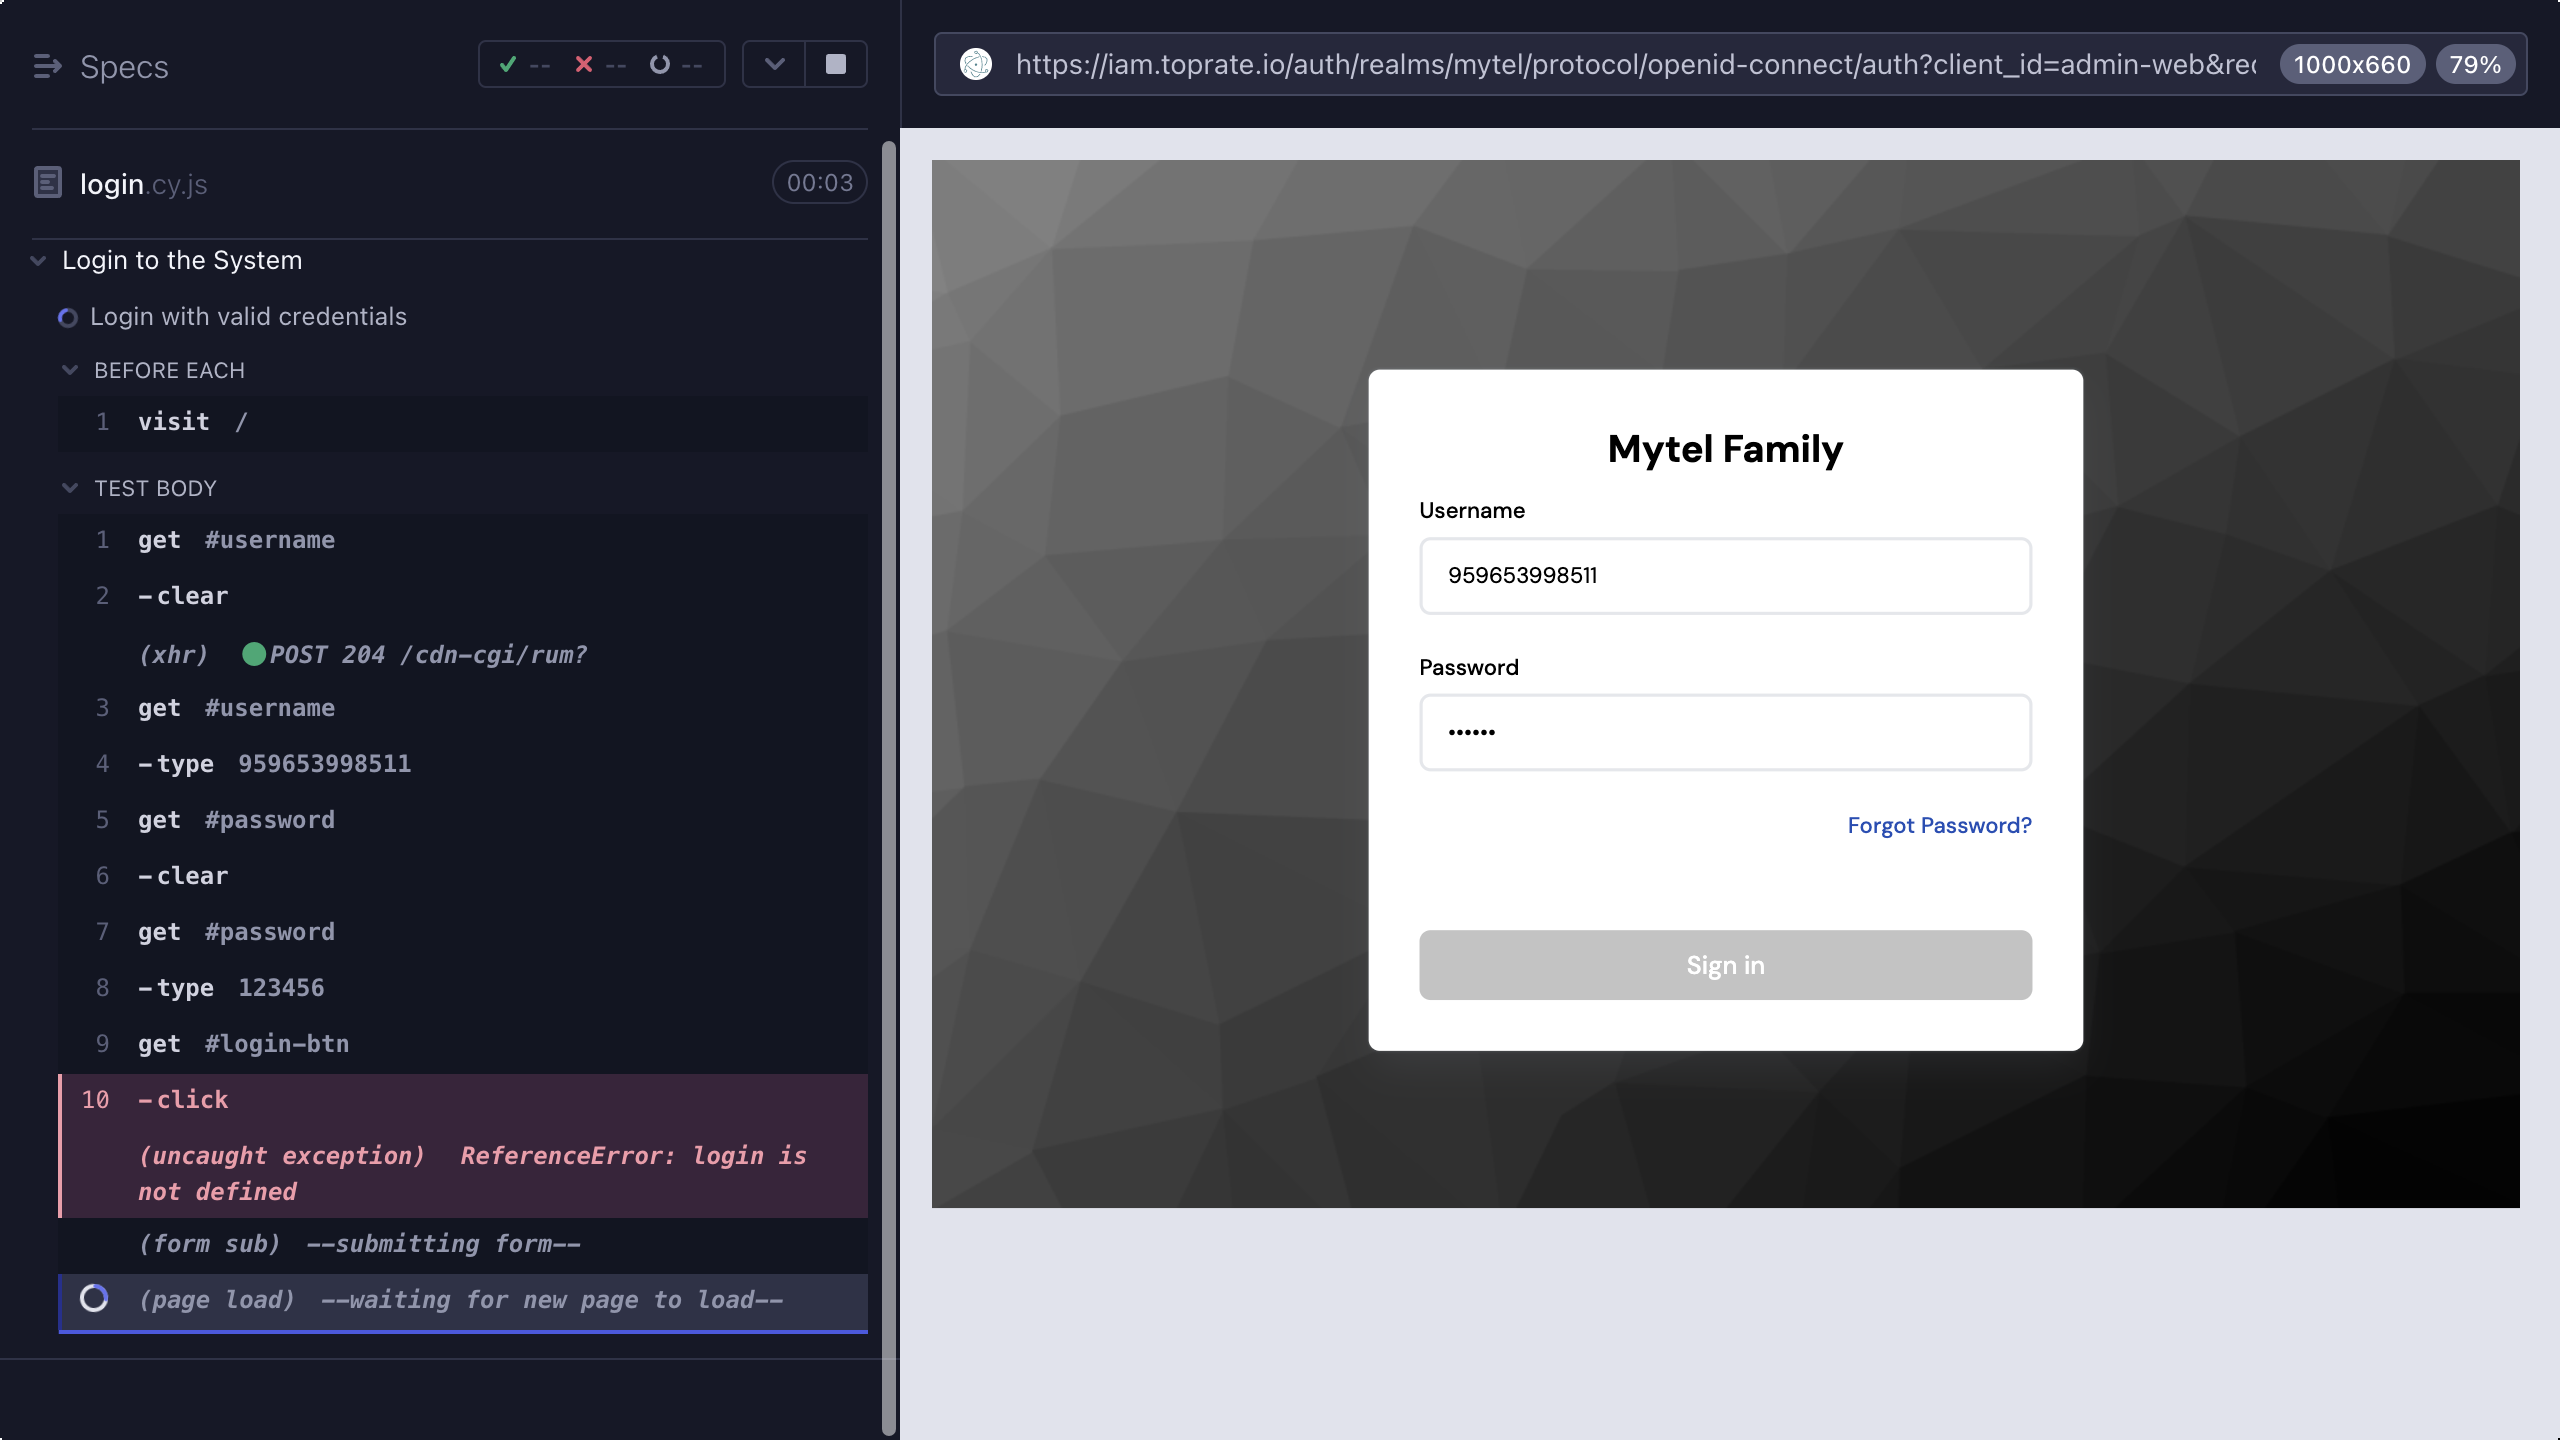 Specs
-- -- --
login.cy.js
00:03
Login to the System
Login with valid credentials
BEFORE EACH
1 visit /
TEST BODY
1 get #username
2 -clear
(xhr) POST 204 /cdn-cgi/rum?
3 get #username
4 -type 959653998511
5 get #password
6 -clear
7 get #password
8 -type 123456
9 get #login-btn
10 -click
(uncaught exception) ReferenceError: login is
not defined
(form sub) --submitting form--
(page load) --waiting for new page to load--
https://iam.toprate.io/auth/realms/mytel/protocol/openid-connect/auth?client_id=admin-web&rec
1000x660
79%
Mytel Family
Username
959653998511
Password
••••••
Forgot Password?
Sign in